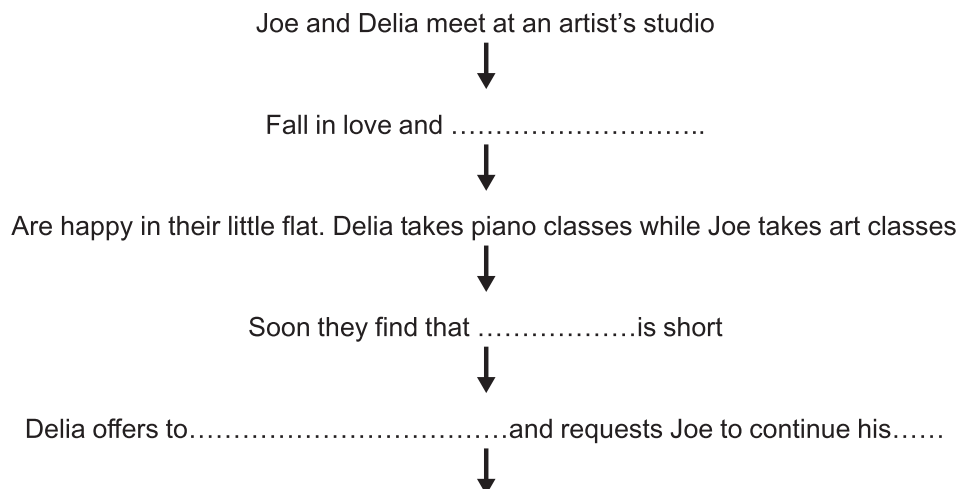 Joe and Delia meet at an artist’s studio
Fall in love and ………………………..
Are happy in their little flat. Delia takes piano classes while Joe takes art classes
Soon they find that ………………is short
Delia offers to………………………………and requests Joe to continue his……